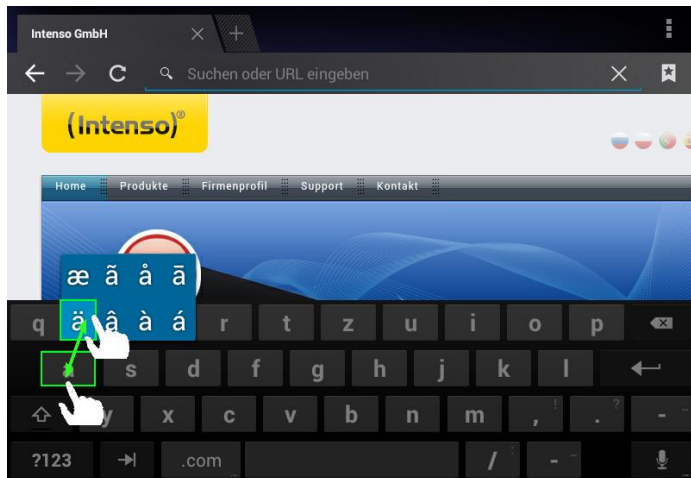 Intenso GmbH
Suchen oder URL eingeben
(Intenso)®
Home Produkte Firmenprofil Support Kontakt
æ ã å ā
ä â à á
q r t z u i o p
a s d f g h j k l
y x c v b n m , ! . ? -
?123 .com / : - _